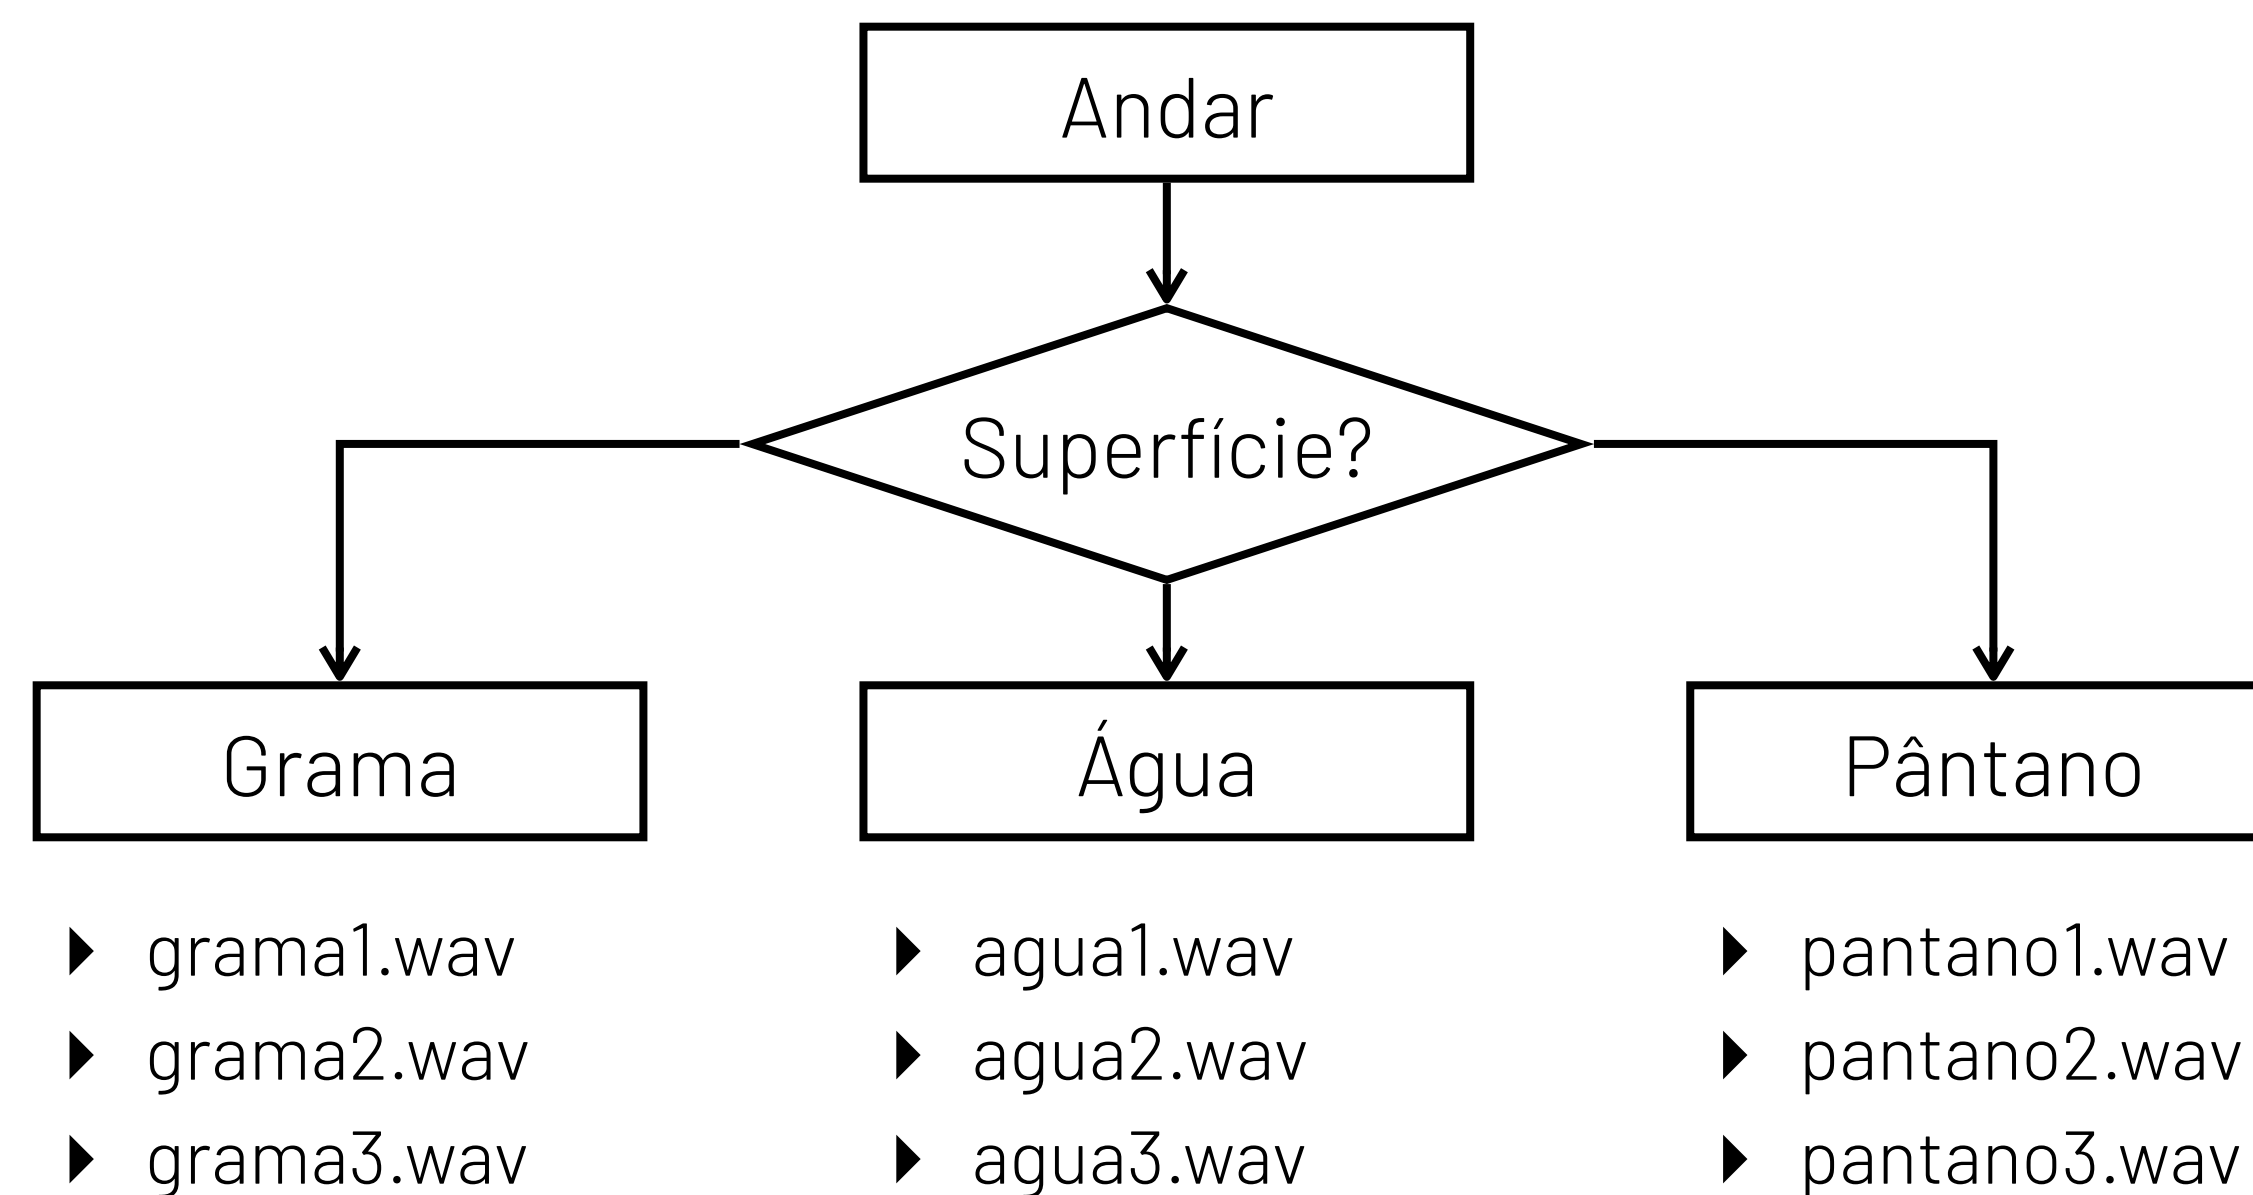 Andar
Superfície?
Grama
Água
Pântano
grama1.wav
grama2.wav
grama3.wav
agua1.wav
agua2.wav
agua3.wav
pantano1.wav
pantano2.wav
pantano3.wav